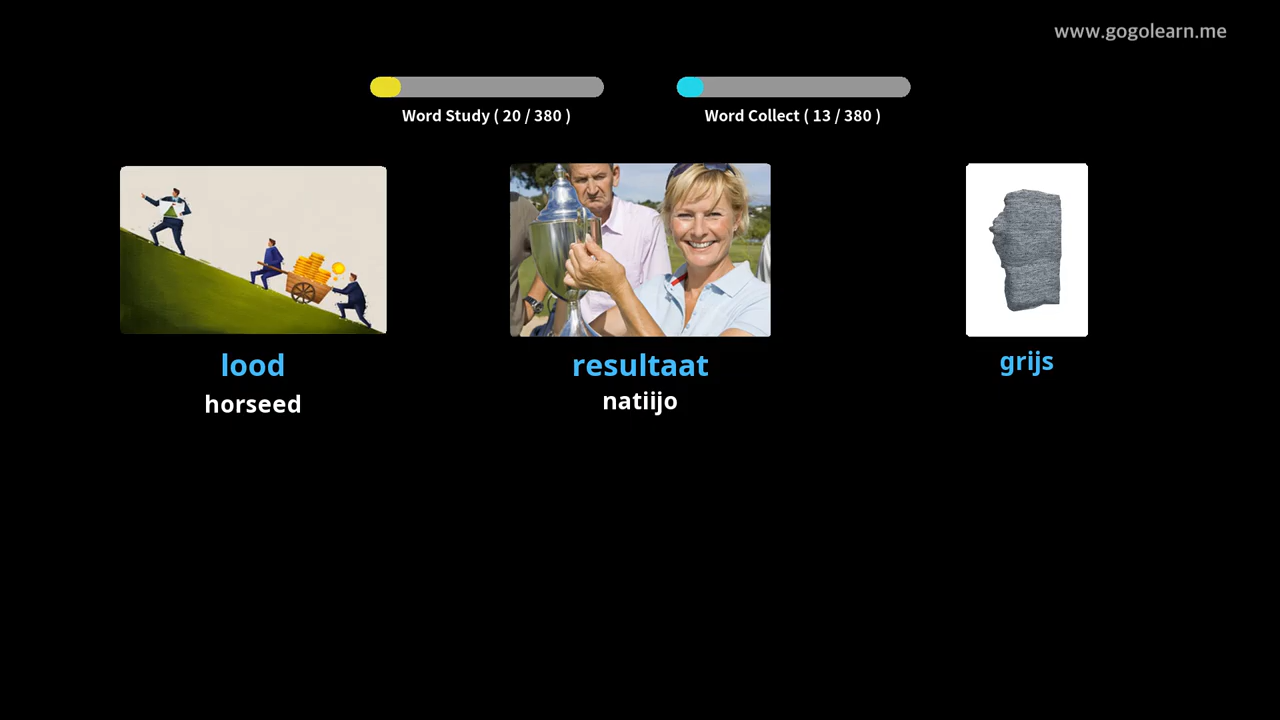 www.gogolearn.me
Word Study ( 20 / 380 )
Word Collect ( 13 / 380 )
lood
horseed
resultaat
natiijo
grijs